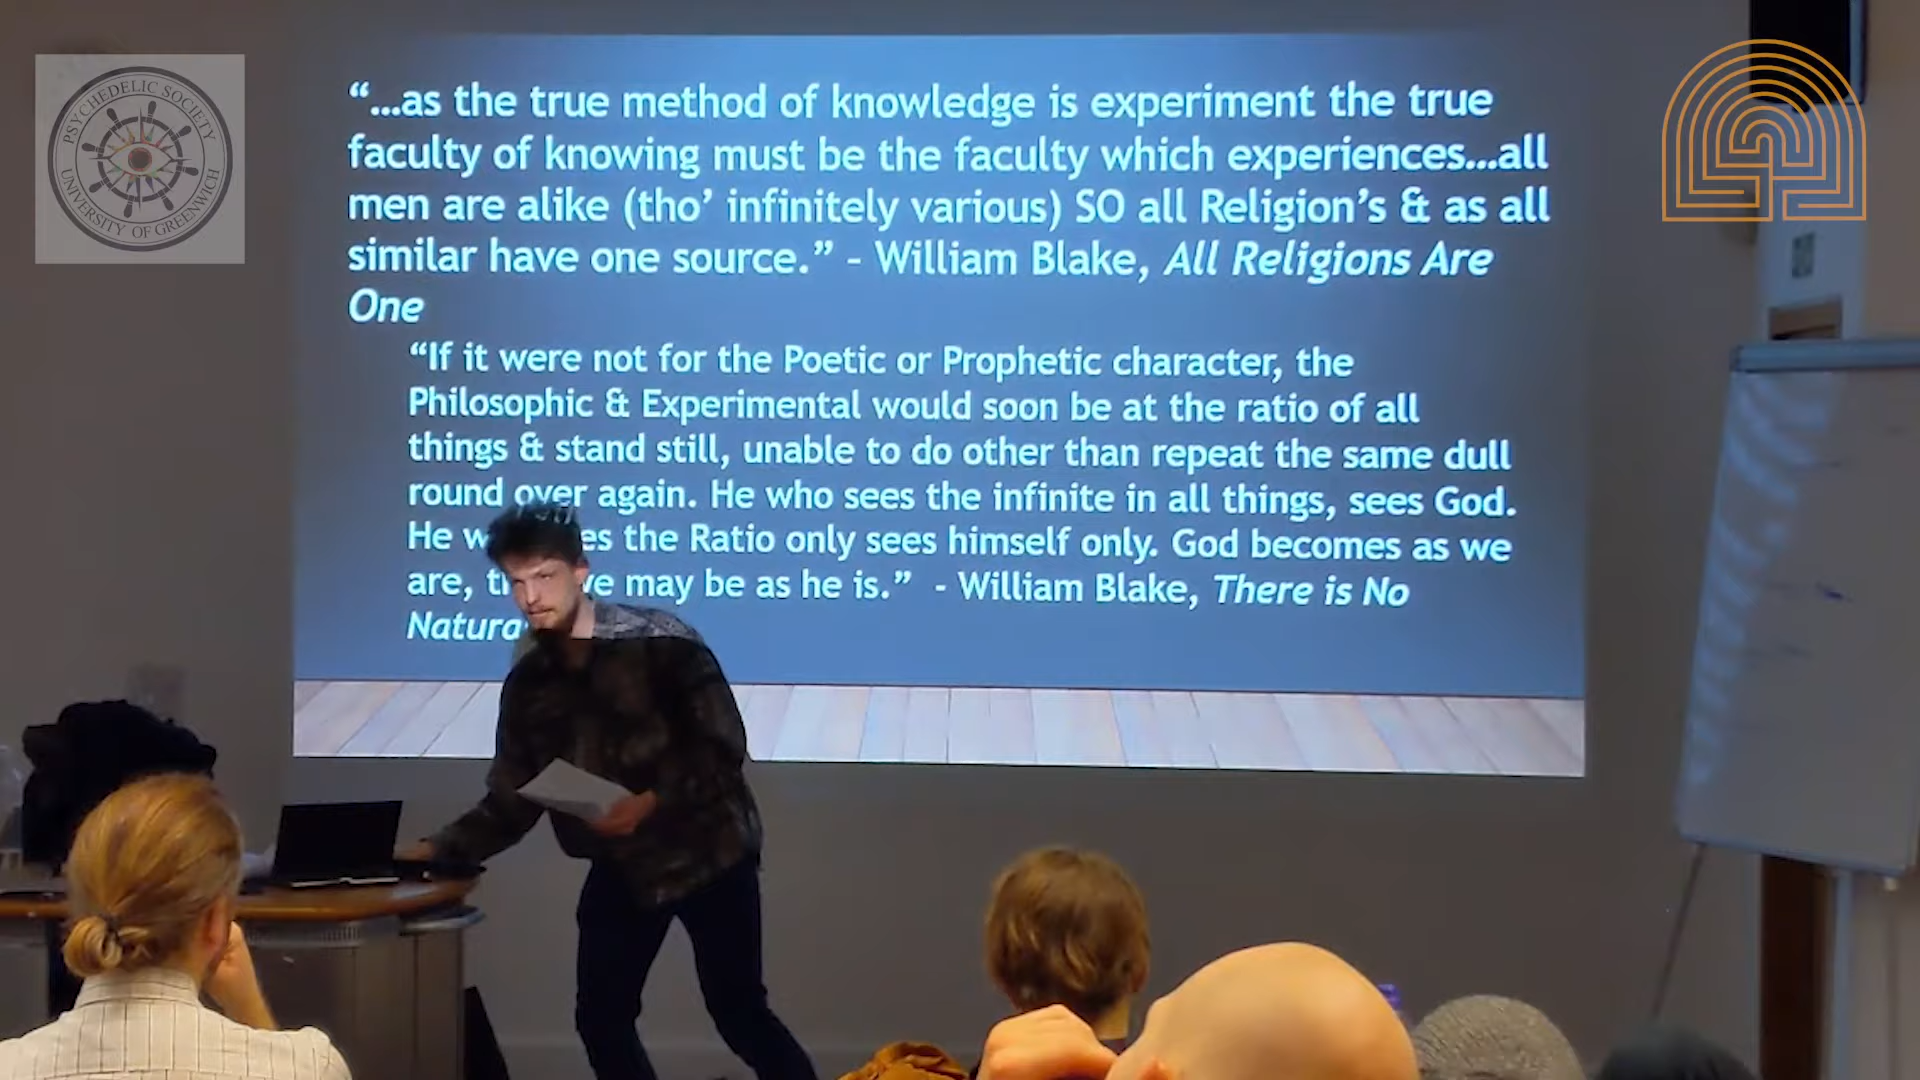 PSYCHEDELIC SOCIETY
UNIVERSITY OF GREENWICH
“...as the true method of knowledge is experiment the true
faculty of knowing must be the faculty which experiences...all
men are alike (tho’ infinitely various) SO all Religion’s & as all
similar have one source.” – William Blake, All Religions Are
One
“If it were not for the Poetic or Prophetic character, the
Philosophic & Experimental would soon be at the ratio of all
things & stand still, unable to do other than repeat the same dull
round over again. He who sees the infinite in all things, sees God.
He the Ratio only sees himself only. God becomes as we
are, may be as he is.” - William Blake, There is No